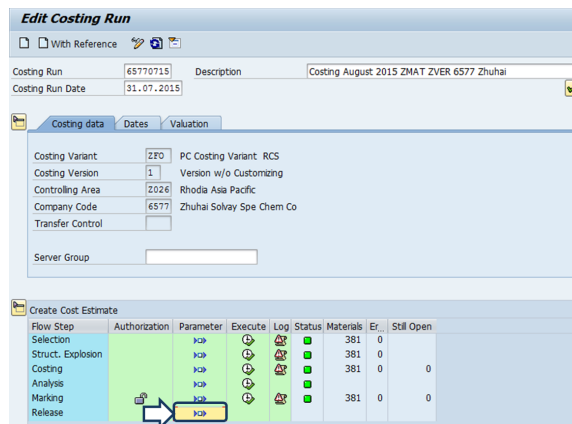 Edit Costing Run
With Reference
Costing Run 65770715 Description Costing August 2015 ZMAT ZVER 6577 Zhuhai
Costing Run Date 31.07.2015
Costing data Dates Valuation
Costing Variant ZFO PC Costing Variant RCS
Costing Version 1 Version w/o Customizing
Controlling Area Z026 Rhodia Asia Pacific
Company Code 6577 Zhuhai Solvay Spe Chem Co
Transfer Control
Server Group
Create Cost Estimate
Flow Step Authorization Parameter Execute Log Status Materials Er... Still Open
Selection 381 0
Struct. Explosion 381 0
Costing 381 0 0
Analysis
Marking 381 0 0
Release